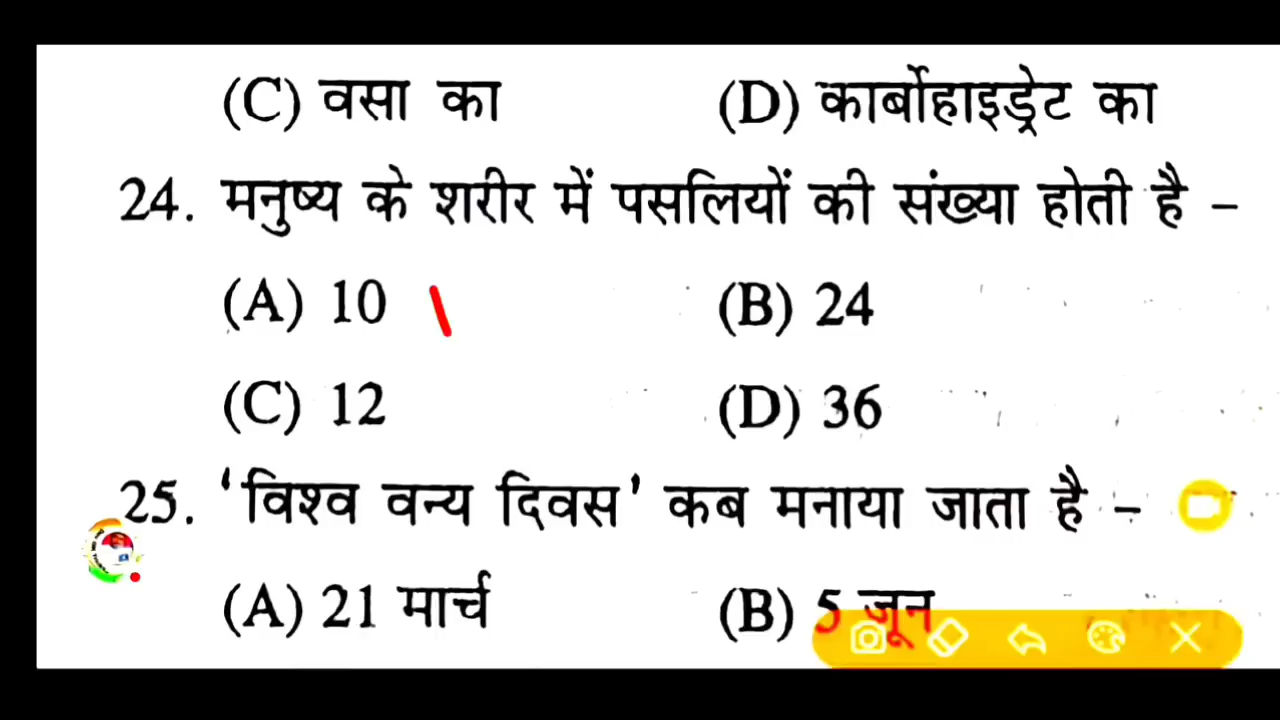 (C) वसा का (D) कार्बोहाइड्रेट का
24. मनुष्य के शरीर में पसलियों की संख्या होती है –
(A) 10 (B) 24
(C) 12 (D) 36
25. 'विश्व वन्य दिवस' कब मनाया जाता है –
(A) 21 मार्च (B) 5 जून